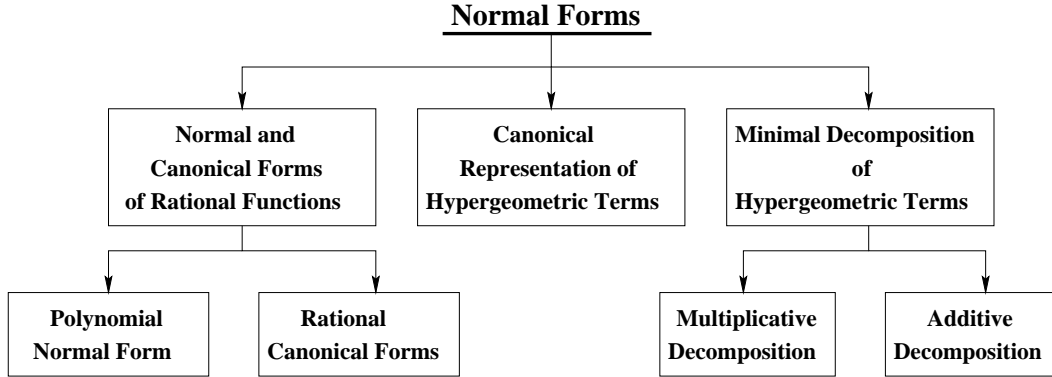 Normal Forms
Normal and
Canonical Forms
of Rational Functions
Canonical
Representation of
Hypergeometric Terms
Minimal Decomposition
of
Hypergeometric Terms
Polynomial
Normal Form
Rational
Canonical Forms
Multiplicative
Decomposition
Additive
Decomposition